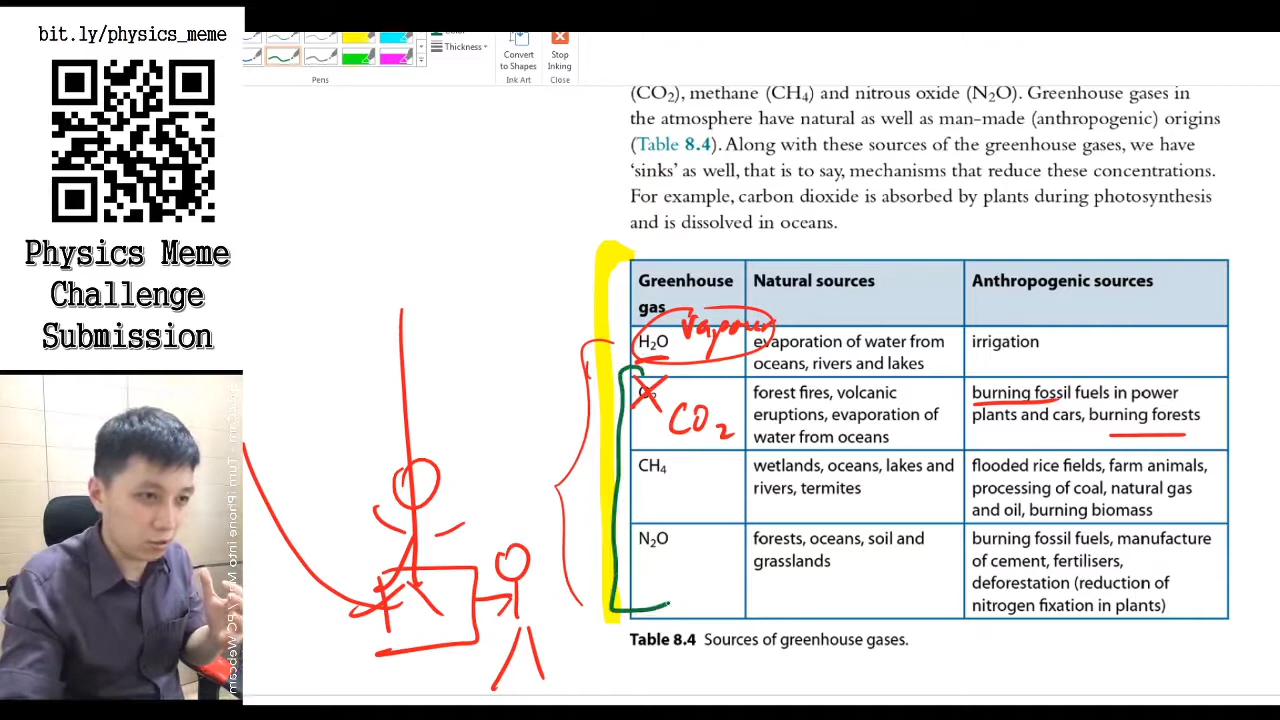 bit.ly/physics_meme
Physics Meme
Challenge
Submission
Thickness
Pens
Convert
to Shapes
Ink Art
Stop
Inking
Close
(CO2), methane (CH4) and nitrous oxide (N2O). Greenhouse gases in
the atmosphere have natural as well as man-made (anthropogenic) origins
(Table 8.4). Along with these sources of the greenhouse gases, we have
‘sinks’ as well, that is to say, mechanisms that reduce these concentrations.
For example, carbon dioxide is absorbed by plants during photosynthesis
and is dissolved in oceans.
Greenhouse
gas
Natural sources
Anthropogenic sources
H2O
vapour
evaporation of water from
oceans, rivers and lakes
irrigation
CO2
forest fires, volcanic
eruptions, evaporation of
water from oceans
burning fossil fuels in power
plants and cars, burning forests
CH4
wetlands, oceans, lakes and
rivers, termites
flooded rice fields, farm animals,
processing of coal, natural gas
and oil, burning biomass
N2O
forests, oceans, soil and
grasslands
burning fossil fuels, manufacture
of cement, fertilisers,
deforestation (reduction of
nitrogen fixation in plants)
Table 8.4 Sources of greenhouse gases.